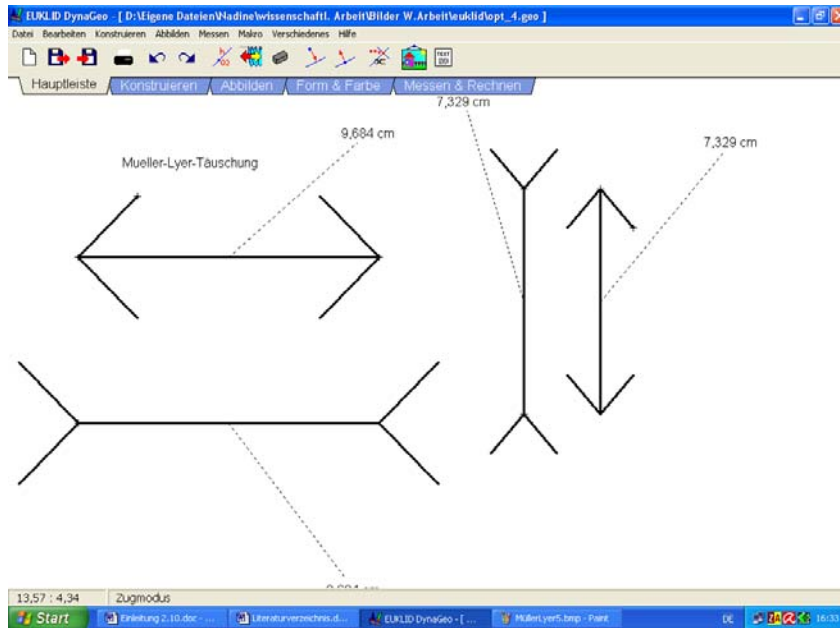 EUKLID DynaGeo - [ D:\Eigene Dateien\Nadine\wissenschaftl. Arbeit\Bilder W.Arbeit\euklid\opt_4.geo ]
Datei Bearbeiten Konstruieren Abbilden Messen Makro Verschiedenes Hilfe
Hauptleiste Konstruieren Abbilden Form & Farbe Messen & Rechnen
7,329 cm
9,684 cm
7,329 cm
Mueller-Lyer-Täuschung
13,57 : 4,34 Zugmodus
Start Einleitung 2.10.doc - ... Literaturverzeichnis.d... EUKLID DynaGeo - [ ... MüllerLyer5.bmp - Paint DE 16:33